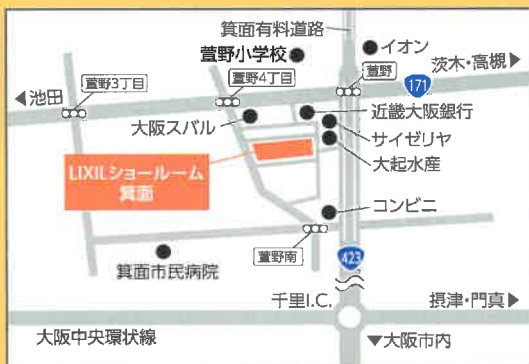 箕面有料道路
萱野小学校
イオン
茨木・高槻▶
萱野3丁目
萱野4丁目
萱野
171
◀池田
近畿大阪銀行
大阪スバル
サイゼリヤ
大起水産
LIXILショールーム
箕面
コンビニ
萱野南
423
箕面市民病院
千里I.C.
摂津・門真▶
大阪中央環状線
▼大阪市内